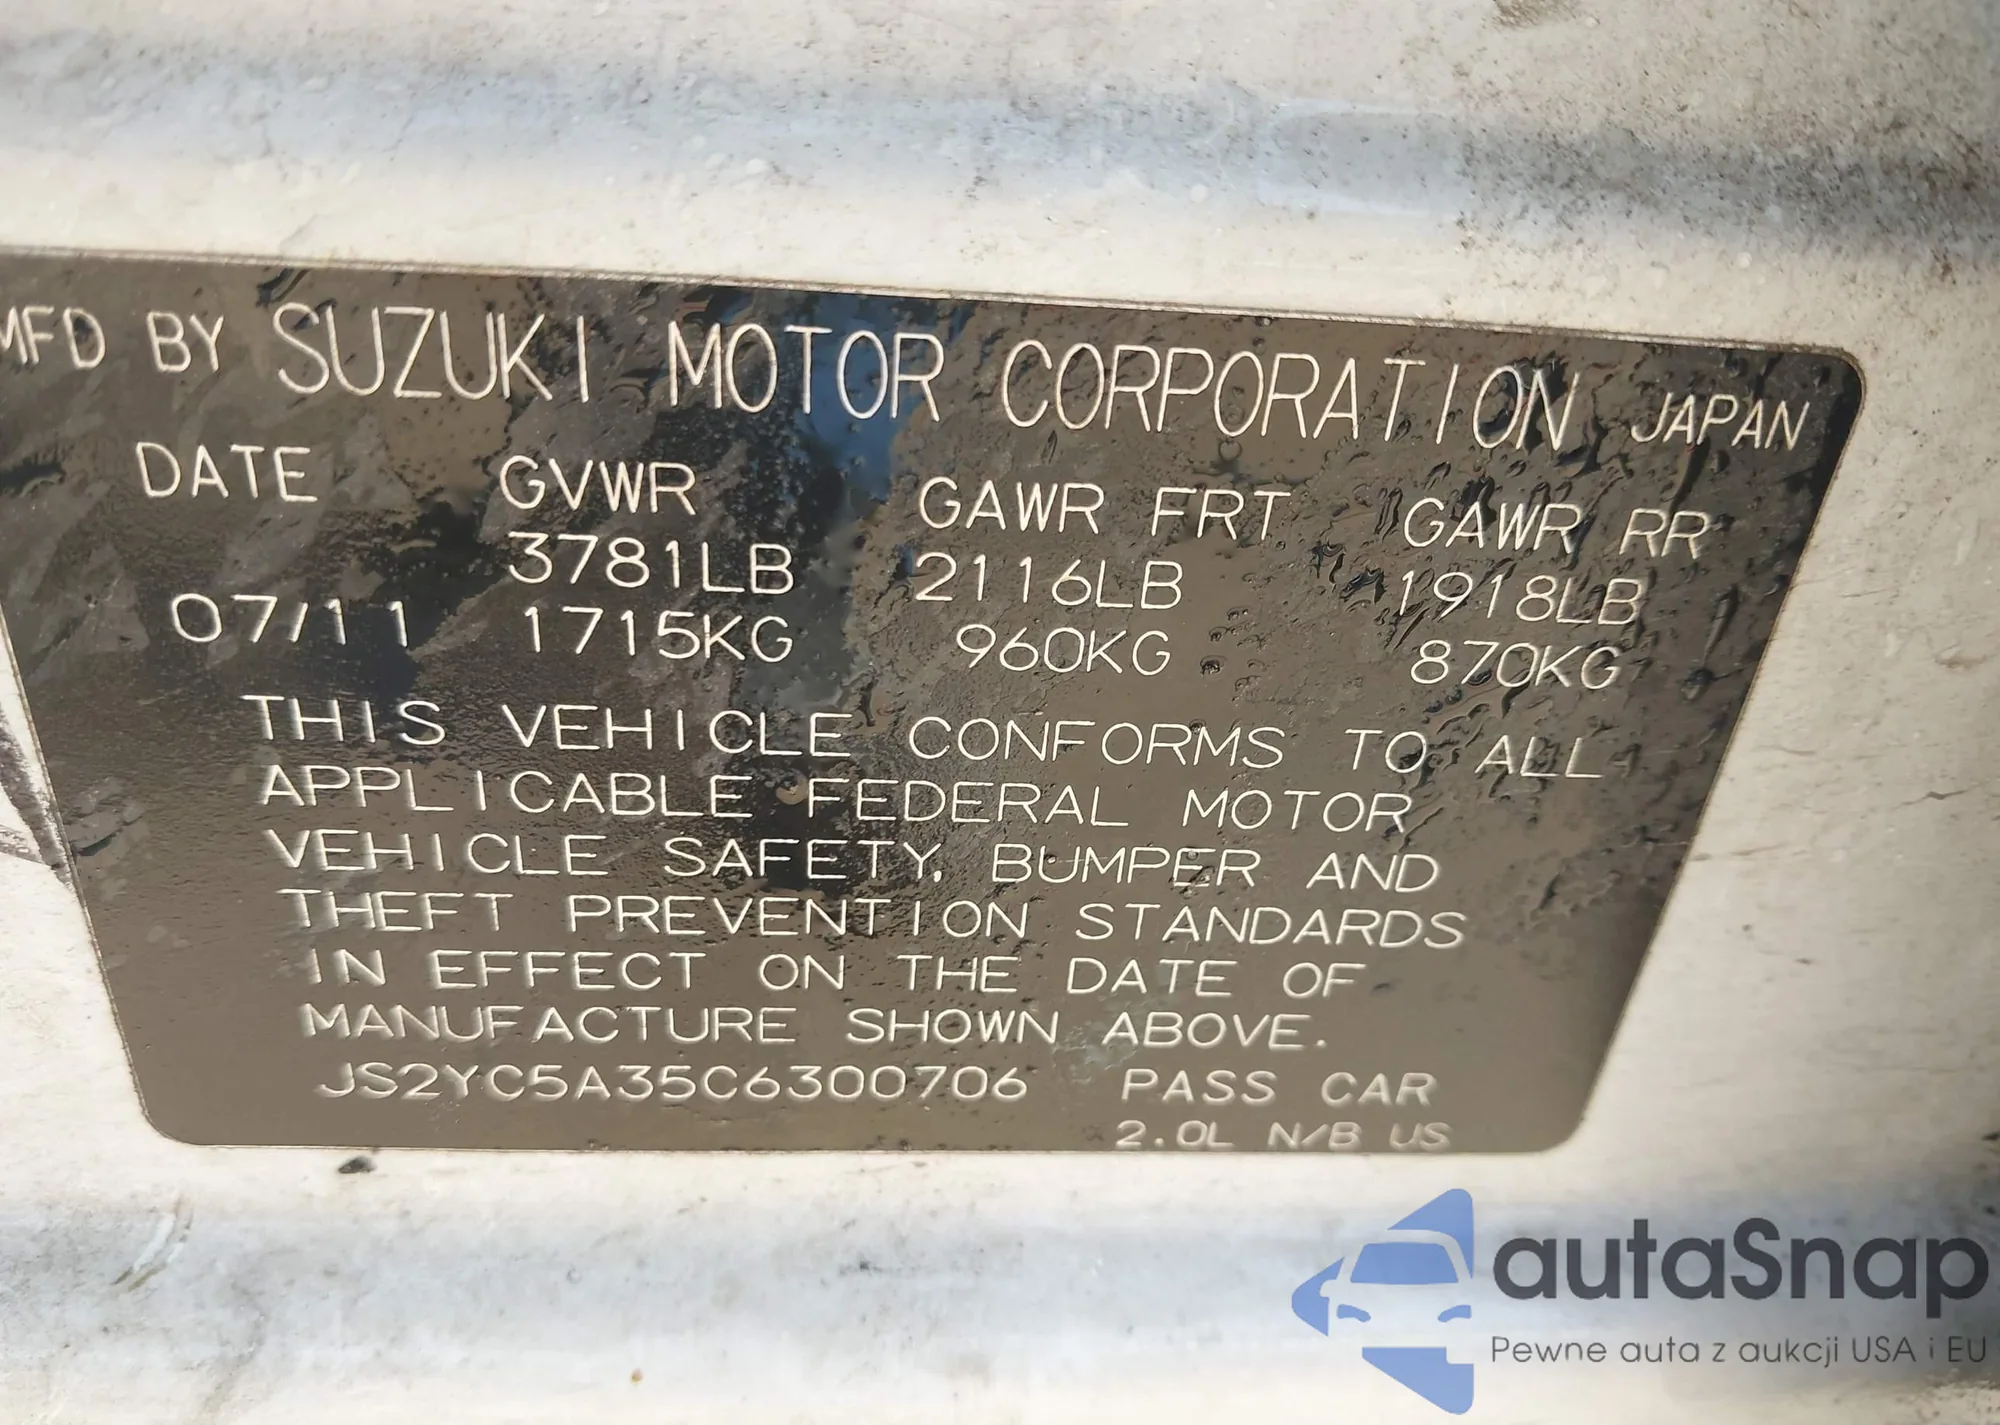 MFD BY SUZUKI MOTOR CORPORATION JAPAN
DATE GVWR GAWR FRT GAWR RR
3781LB 2116LB 1918LB
07/11 1715KG 960KG 870KG
THIS VEHICLE CONFORMS TO ALL
APPLICABLE FEDERAL MOTOR
VEHICLE SAFETY, BUMPER AND
THEFT PREVENTION STANDARDS
IN EFFECT ON THE DATE OF
MANUFACTURE SHOWN ABOVE.
JS2YC5A35C6300706 PASS CAR
2.0L N/B US
autaSnap
Pewne auta z aukcji USA i EU